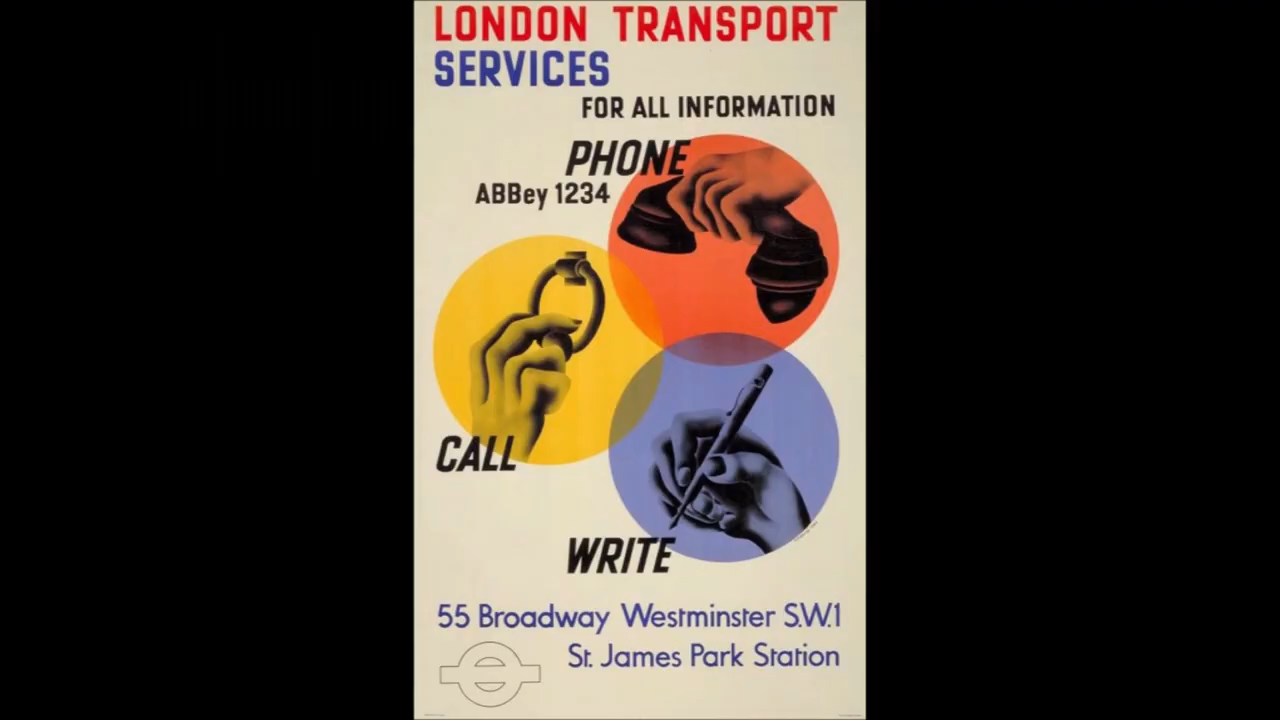 LONDON TRANSPORT
SERVICES
FOR ALL INFORMATION
PHONE
ABBey 1234
CALL
WRITE
55 Broadway Westminster S.W.1
St. James Park Station